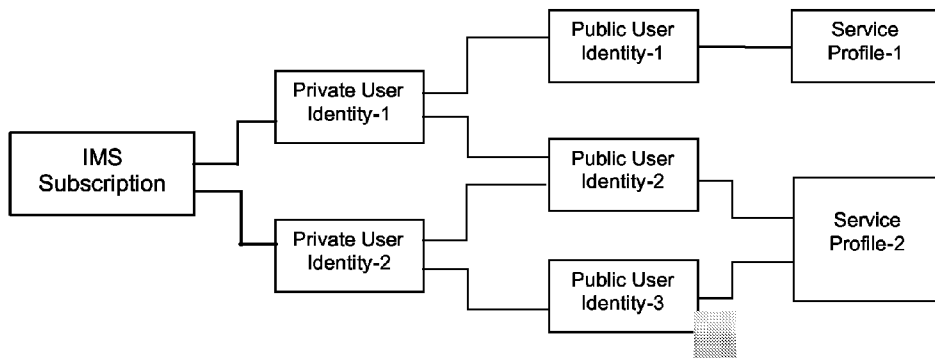 IMS
Subscription
Private User
Identity-1
Private User
Identity-2
Public User
Identity-1
Public User
Identity-2
Public User
Identity-3
Service
Profile-1
Service
Profile-2